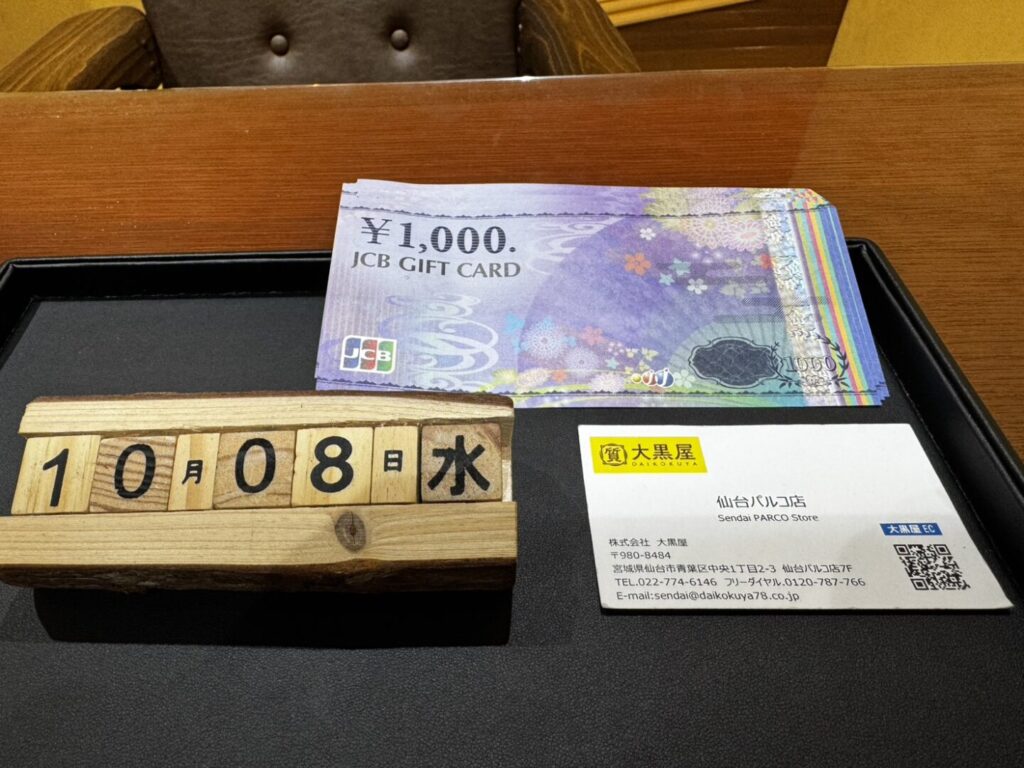 ¥1,000.
JCB GIFT CARD
JCB
1000
10月08日水
質 大黒屋
DAIKOKUYA
仙台パルコ店
Sendai PARCO Store
大黒屋 EC
株式会社 大黒屋
〒980-8484
宮城県仙台市青葉区中央1丁目2-3 仙台パルコ店7F
TEL.022-774-6146 フリーダイヤル.0120-787-766
E-mail:sendai@daikokuya78.co.jp